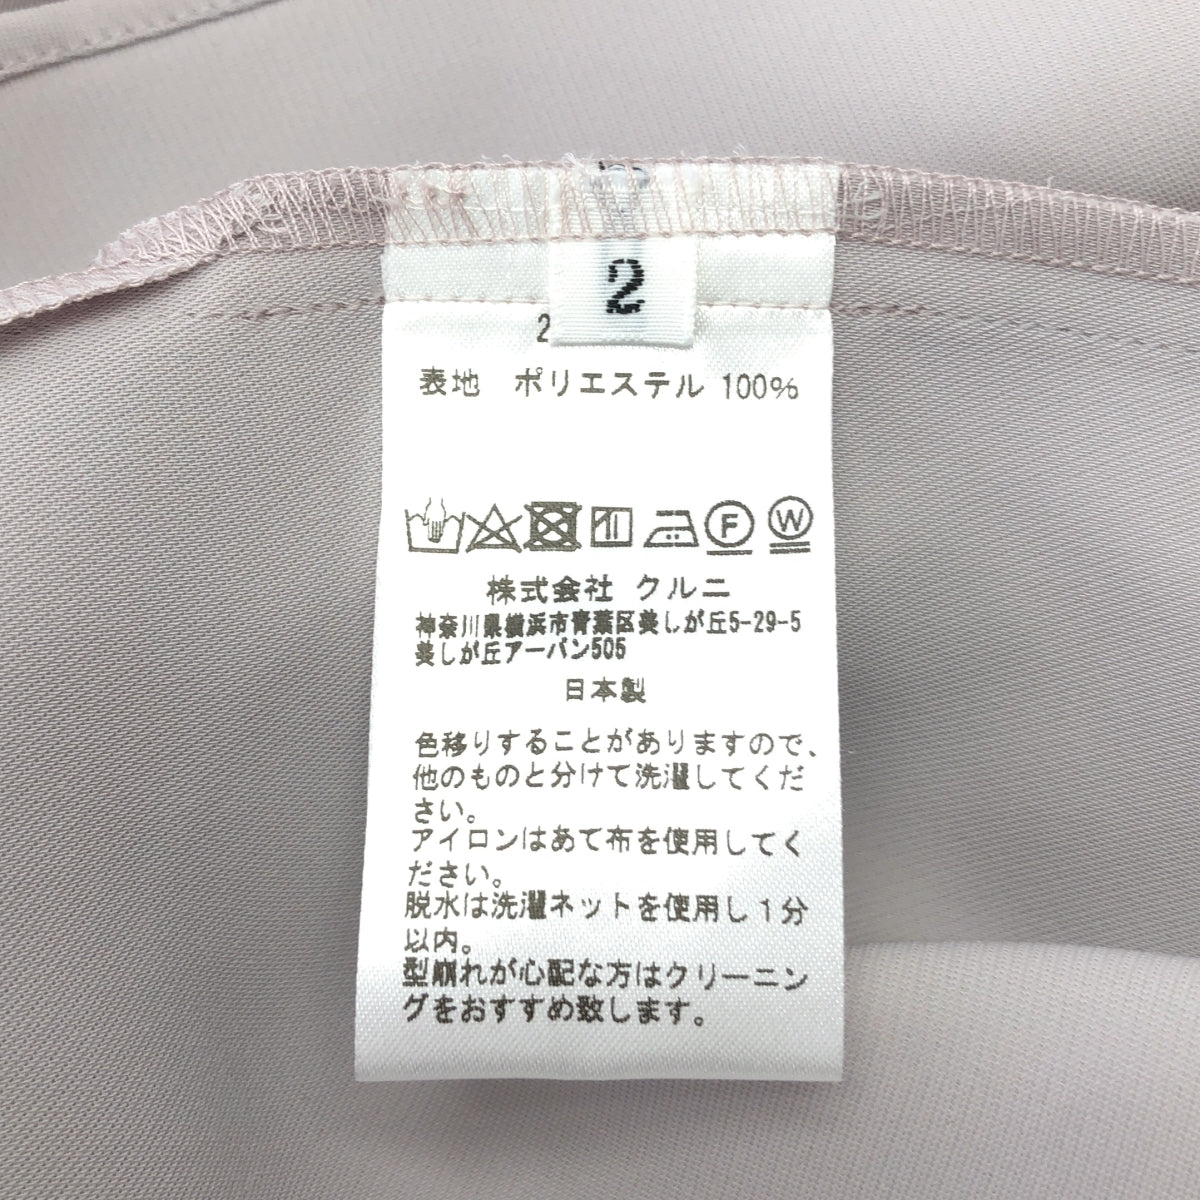 2
2
表地 ポリエステル 100%
F W
株式会社 クルニ
神奈川県横浜市青葉区美しが丘5-29-5
美しが丘アーバン505
日本製
色移りすることがありますので、
他のものと分けて洗濯してくだ
さい。
アイロンはあて布を使用してく
ださい。
脱水は洗濯ネットを使用し1分
以内。
型崩れが心配な方はクリーニン
グをおすすめ致します。